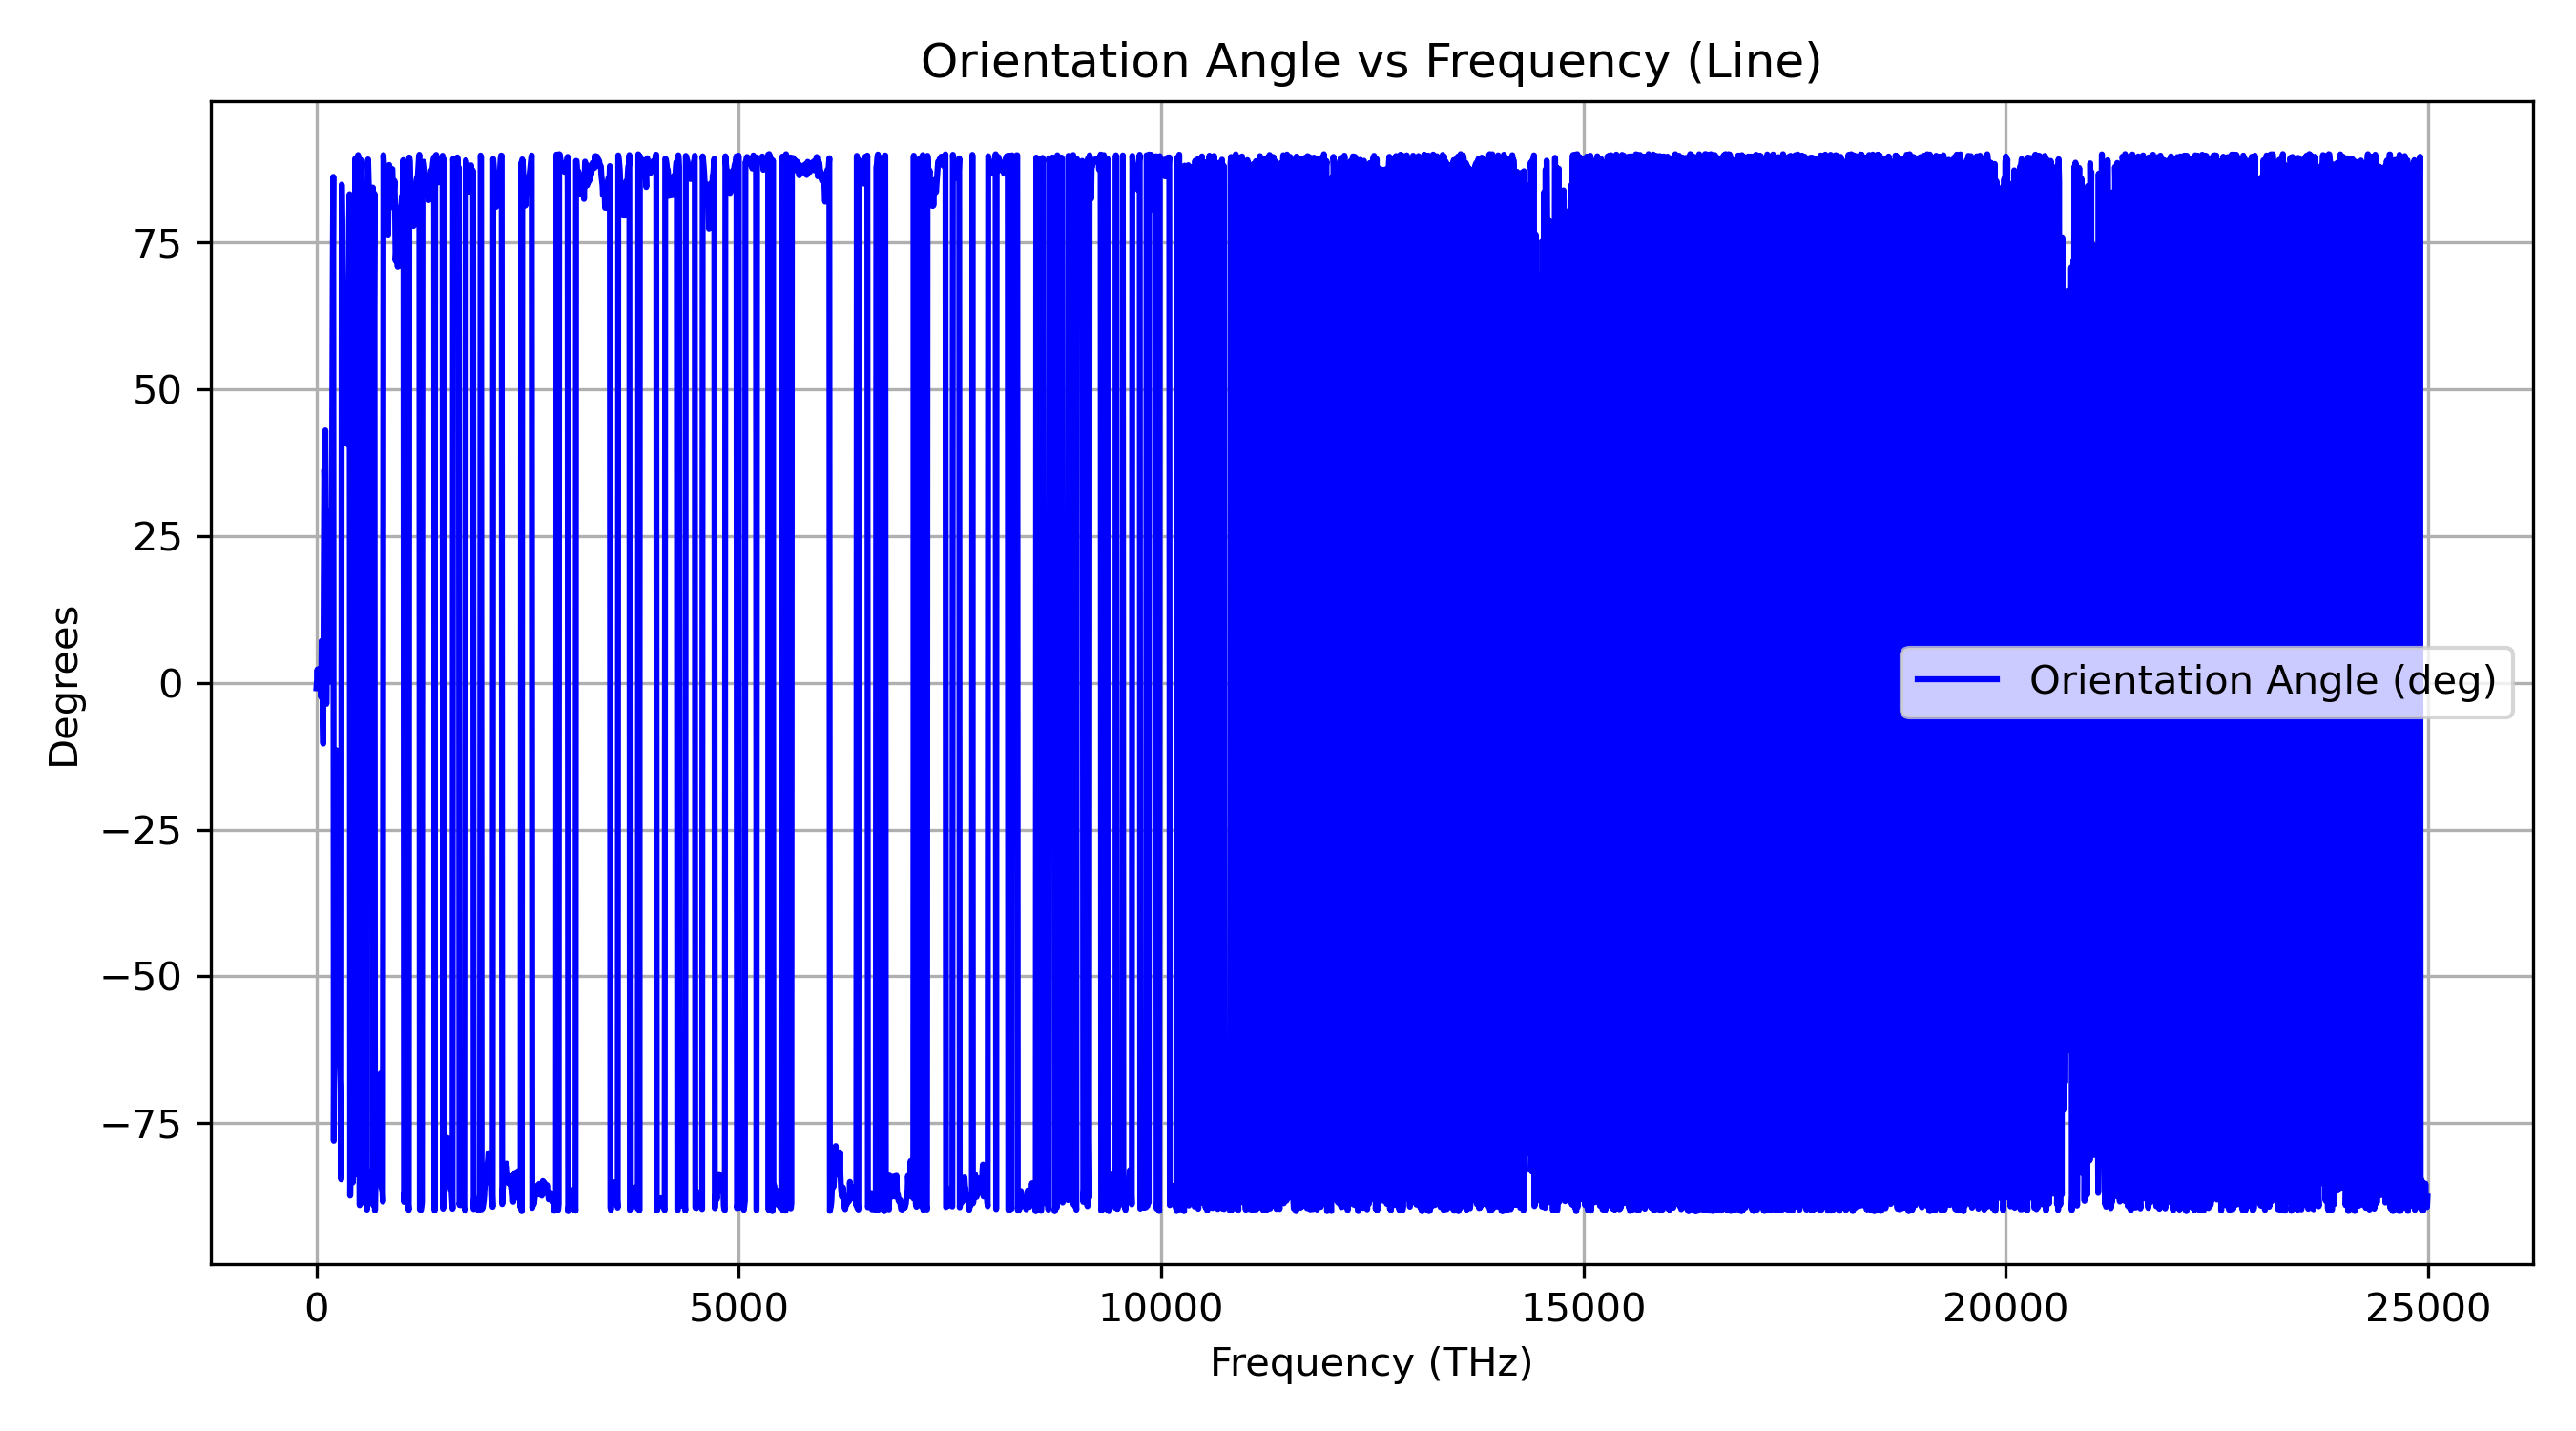 Orientation Angle vs Frequency (Line)
Degrees
75
50
25
0
−25
−50
−75
Orientation Angle (deg)
0 5000 10000 15000 20000 25000
Frequency (THz)